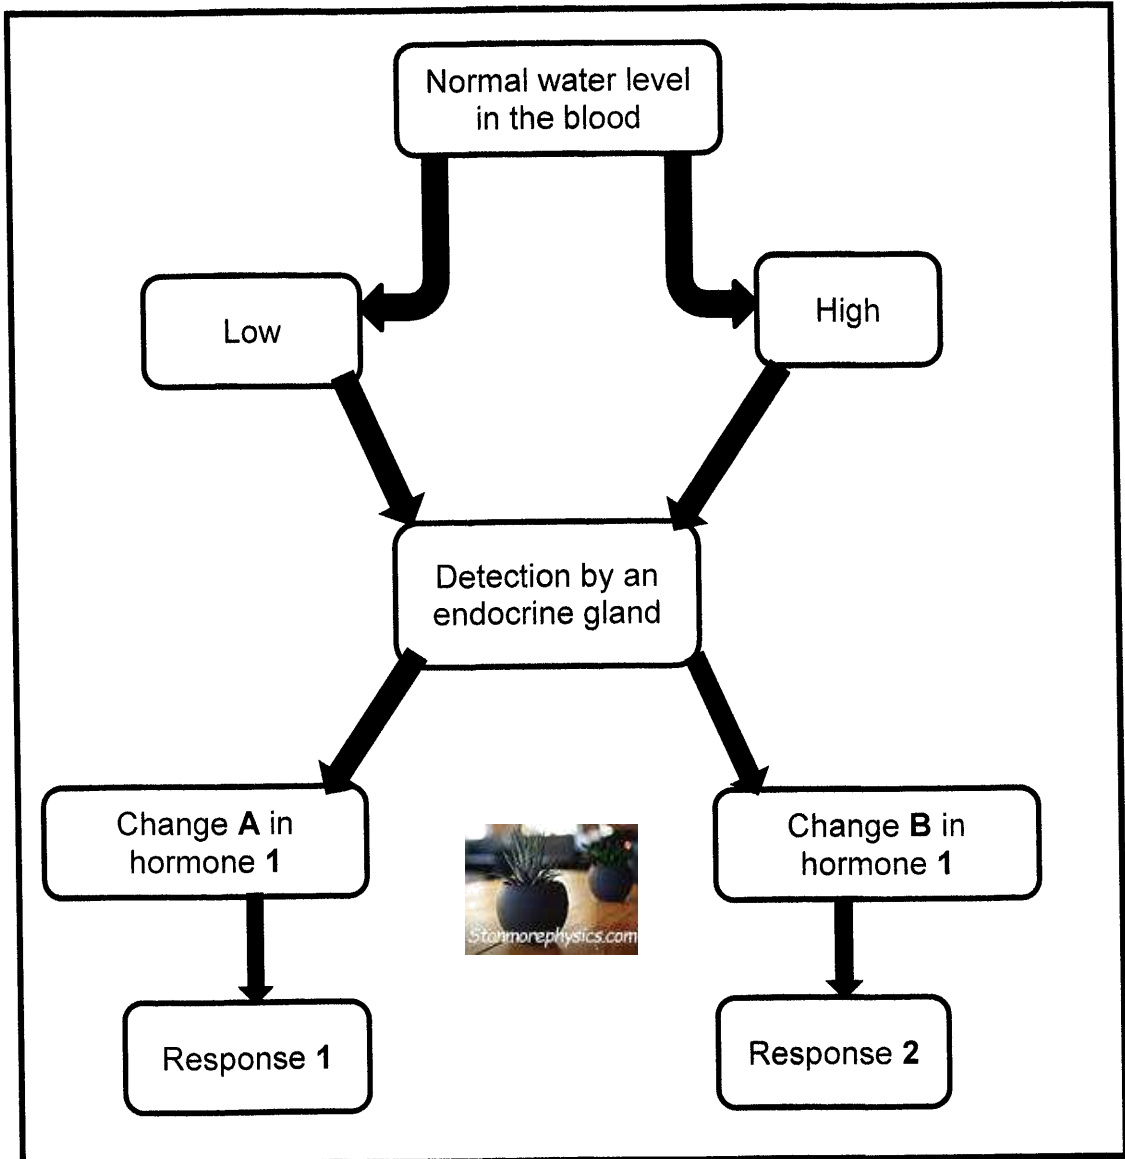 Normal water level
in the blood
Low
High
Detection by an
endocrine gland
Change A in
hormone 1
Change B in
hormone 1
Stanmorephysics.com
Response 1
Response 2